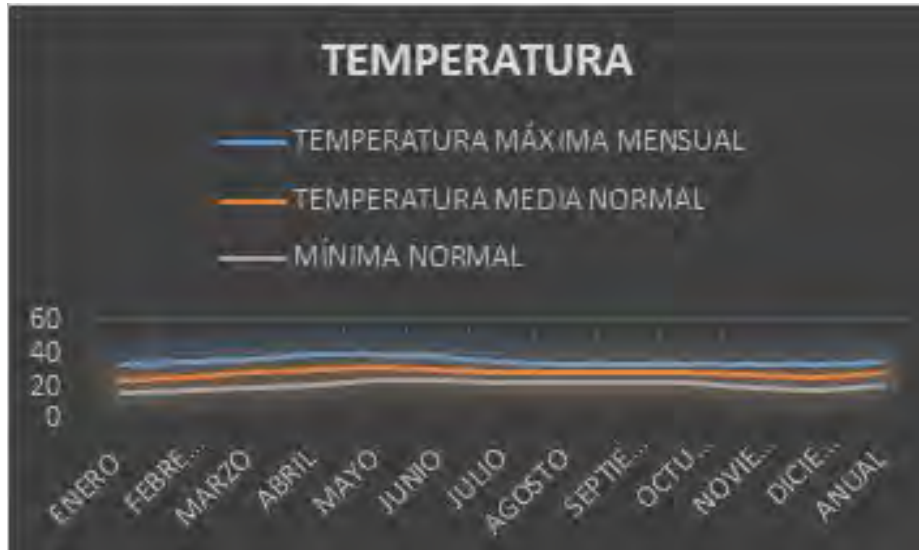 TEMPERATURA
TEMPERATURA MÁXIMA MENSUAL
TEMPERATURA MEDIA NORMAL
MÍNIMA NORMAL
60
40
20
0
ENERO
FEBRE...
MARZO
ABRIL
MAYO
JUNIO
JULIO
AGOSTO
SEPTIE...
OCTU...
NOVIE...
DICIE...
ANUAL